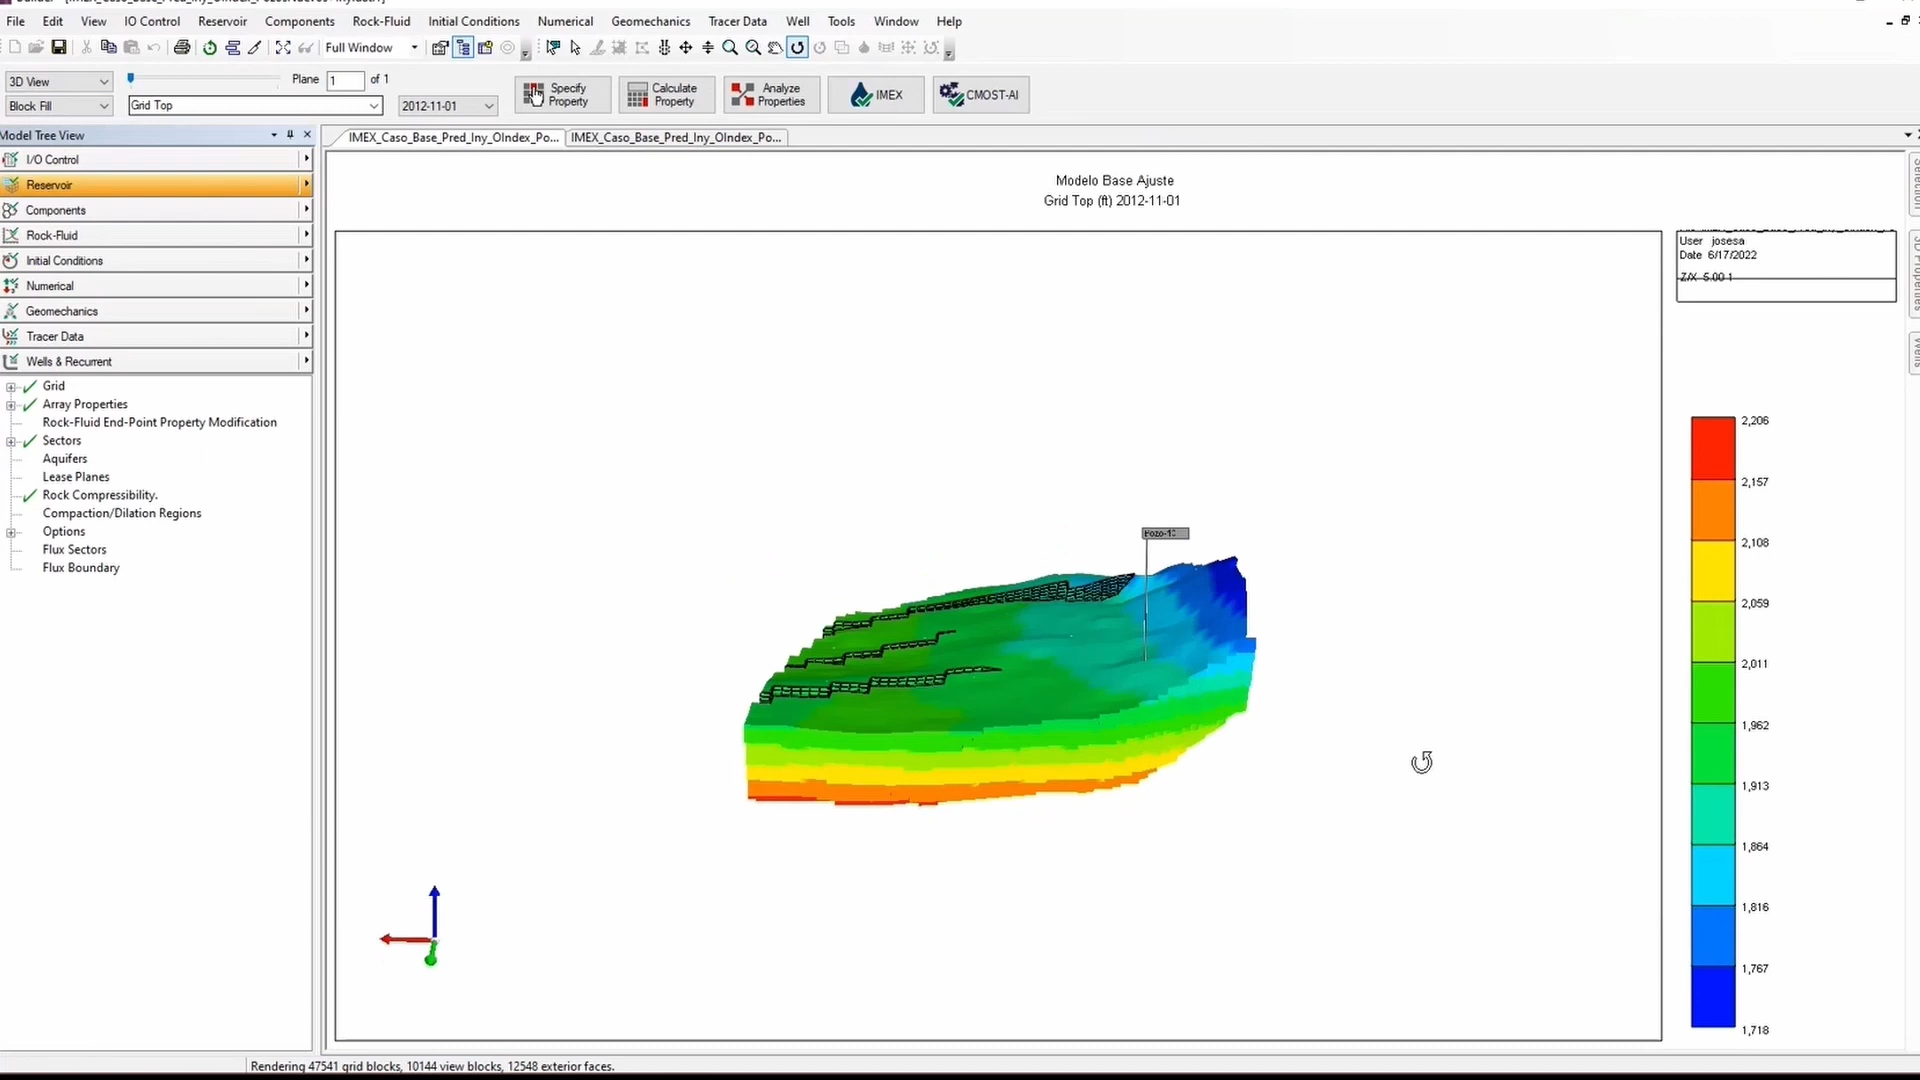 File Edit View IO Control Reservoir Components Rock-Fluid Initial Conditions Numerical Geomechanics Tracer Data Well Tools Window Help
Full Window
3D View
Plane 1 of 1
Block Fill
Grid Top
2012-11-01
Specify Property
Calculate Property
Analyze Properties
IMEX
CMOST-AI
Model Tree View
IMEX_Caso_Base_Pred_Iny_OIndex_Po... IMEX_Caso_Base_Pred_Iny_OIndex_Po...
I/O Control
Reservoir
Components
Rock-Fluid
Initial Conditions
Numerical
Geomechanics
Tracer Data
Wells & Recurrent
Grid
Array Properties
Rock-Fluid End-Point Property Modification
Sectors
Aquifers
Lease Planes
Rock Compressibility.
Compaction/Dilation Regions
Options
Flux Sectors
Flux Boundary
Modelo Base Ajuste
Grid Top (ft) 2012-11-01
User josesa
Date 6/17/2022
Z/X 5.00:1
3D Properties
Wells
2,206
2,157
2,108
2,059
2,011
1,962
1,913
1,864
1,816
1,767
1,718
Rendering 47541 grid blocks, 10144 view blocks, 12548 exterior faces.